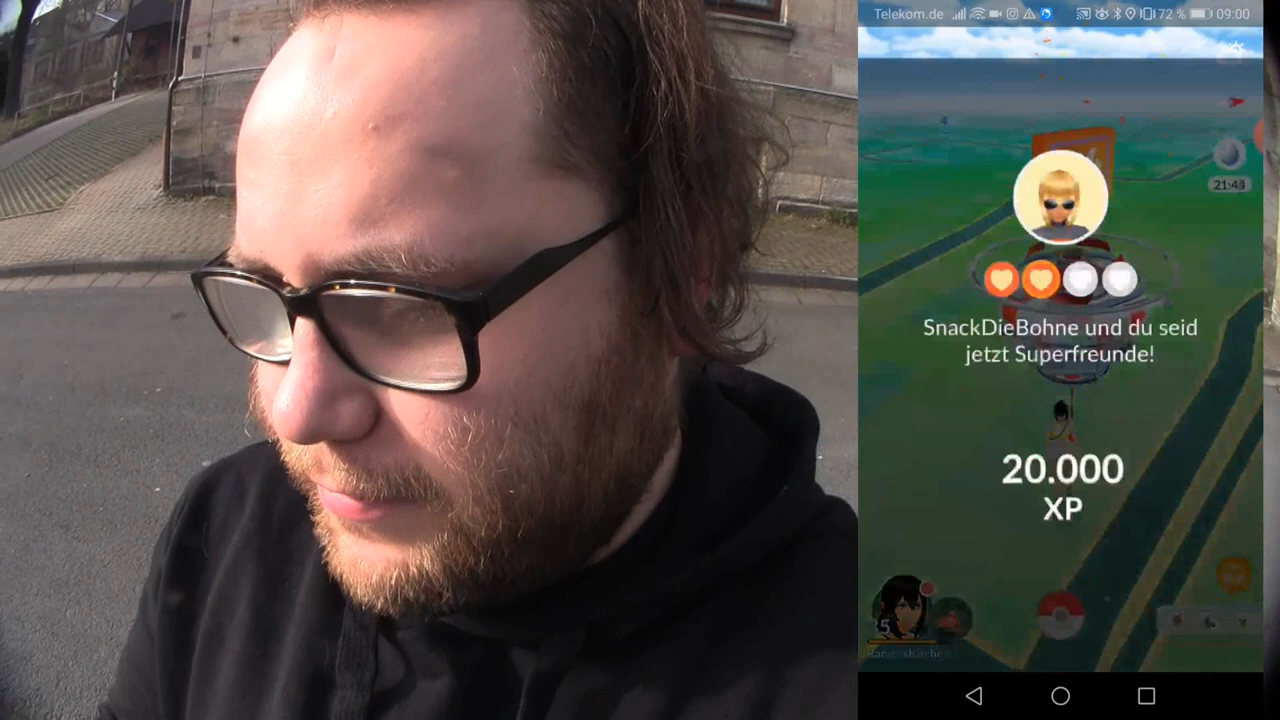 Telekom.de 72 % 09:00
21:43
SnackDieBohne und du seid
jetzt Superfreunde!
20.000
XP
5